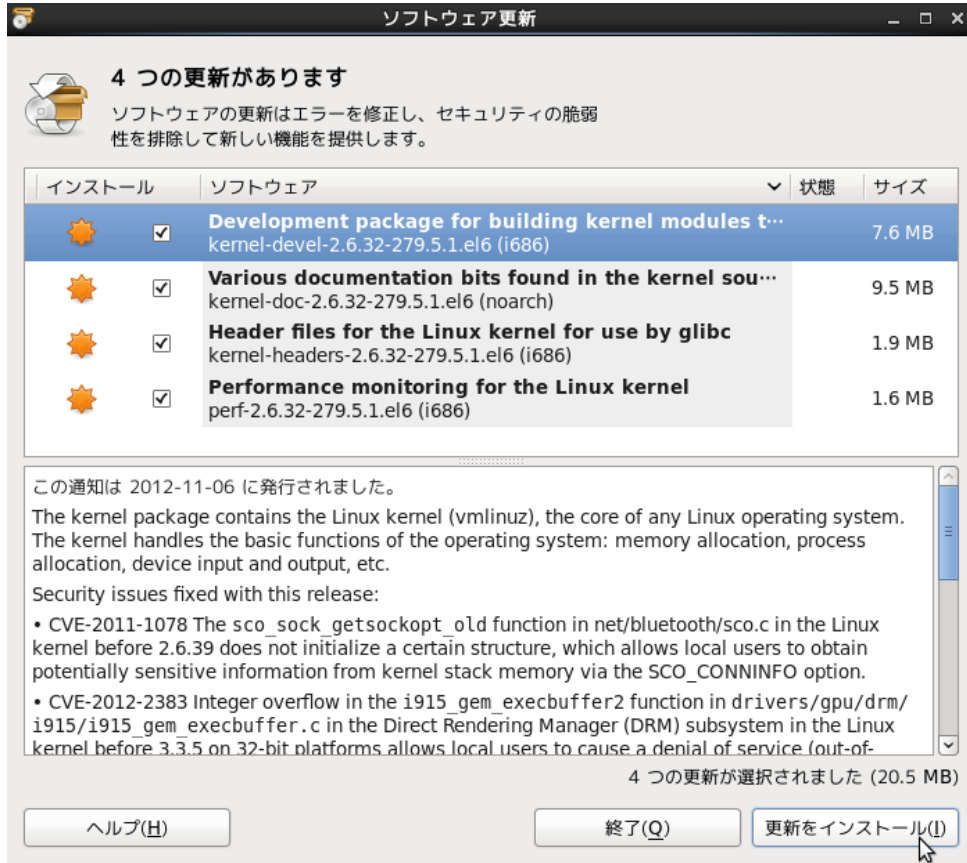 ソフトウェア更新
4 つの更新があります
ソフトウェアの更新はエラーを修正し、セキュリティの脆弱
性を排除して新しい機能を提供します。
インストール ソフトウェア 状態 サイズ
Development package for building kernel modules t… 7.6 MB
kernel-devel-2.6.32-279.5.1.el6 (i686)
Various documentation bits found in the kernel sou… 9.5 MB
kernel-doc-2.6.32-279.5.1.el6 (noarch)
Header files for the Linux kernel for use by glibc 1.9 MB
kernel-headers-2.6.32-279.5.1.el6 (i686)
Performance monitoring for the Linux kernel 1.6 MB
perf-2.6.32-279.5.1.el6 (i686)
この通知は 2012-11-06 に発行されました。
The kernel package contains the Linux kernel (vmlinuz), the core of any Linux operating system.
The kernel handles the basic functions of the operating system: memory allocation, process
allocation, device input and output, etc.
Security issues fixed with this release:
• CVE-2011-1078 The sco_sock_getsockopt_old function in net/bluetooth/sco.c in the Linux
kernel before 2.6.39 does not initialize a certain structure, which allows local users to obtain
potentially sensitive information from kernel stack memory via the SCO_CONNINFO option.
• CVE-2012-2383 Integer overflow in the i915_gem_execbuffer2 function in drivers/gpu/drm/
i915/i915_gem_execbuffer.c in the Direct Rendering Manager (DRM) subsystem in the Linux
kernel before 3.3.5 on 32-bit platforms allows local users to cause a denial of service (out-of-
4 つの更新が選択されました (20.5 MB)
ヘルプ(H) 終了(Q) 更新をインストール(I)